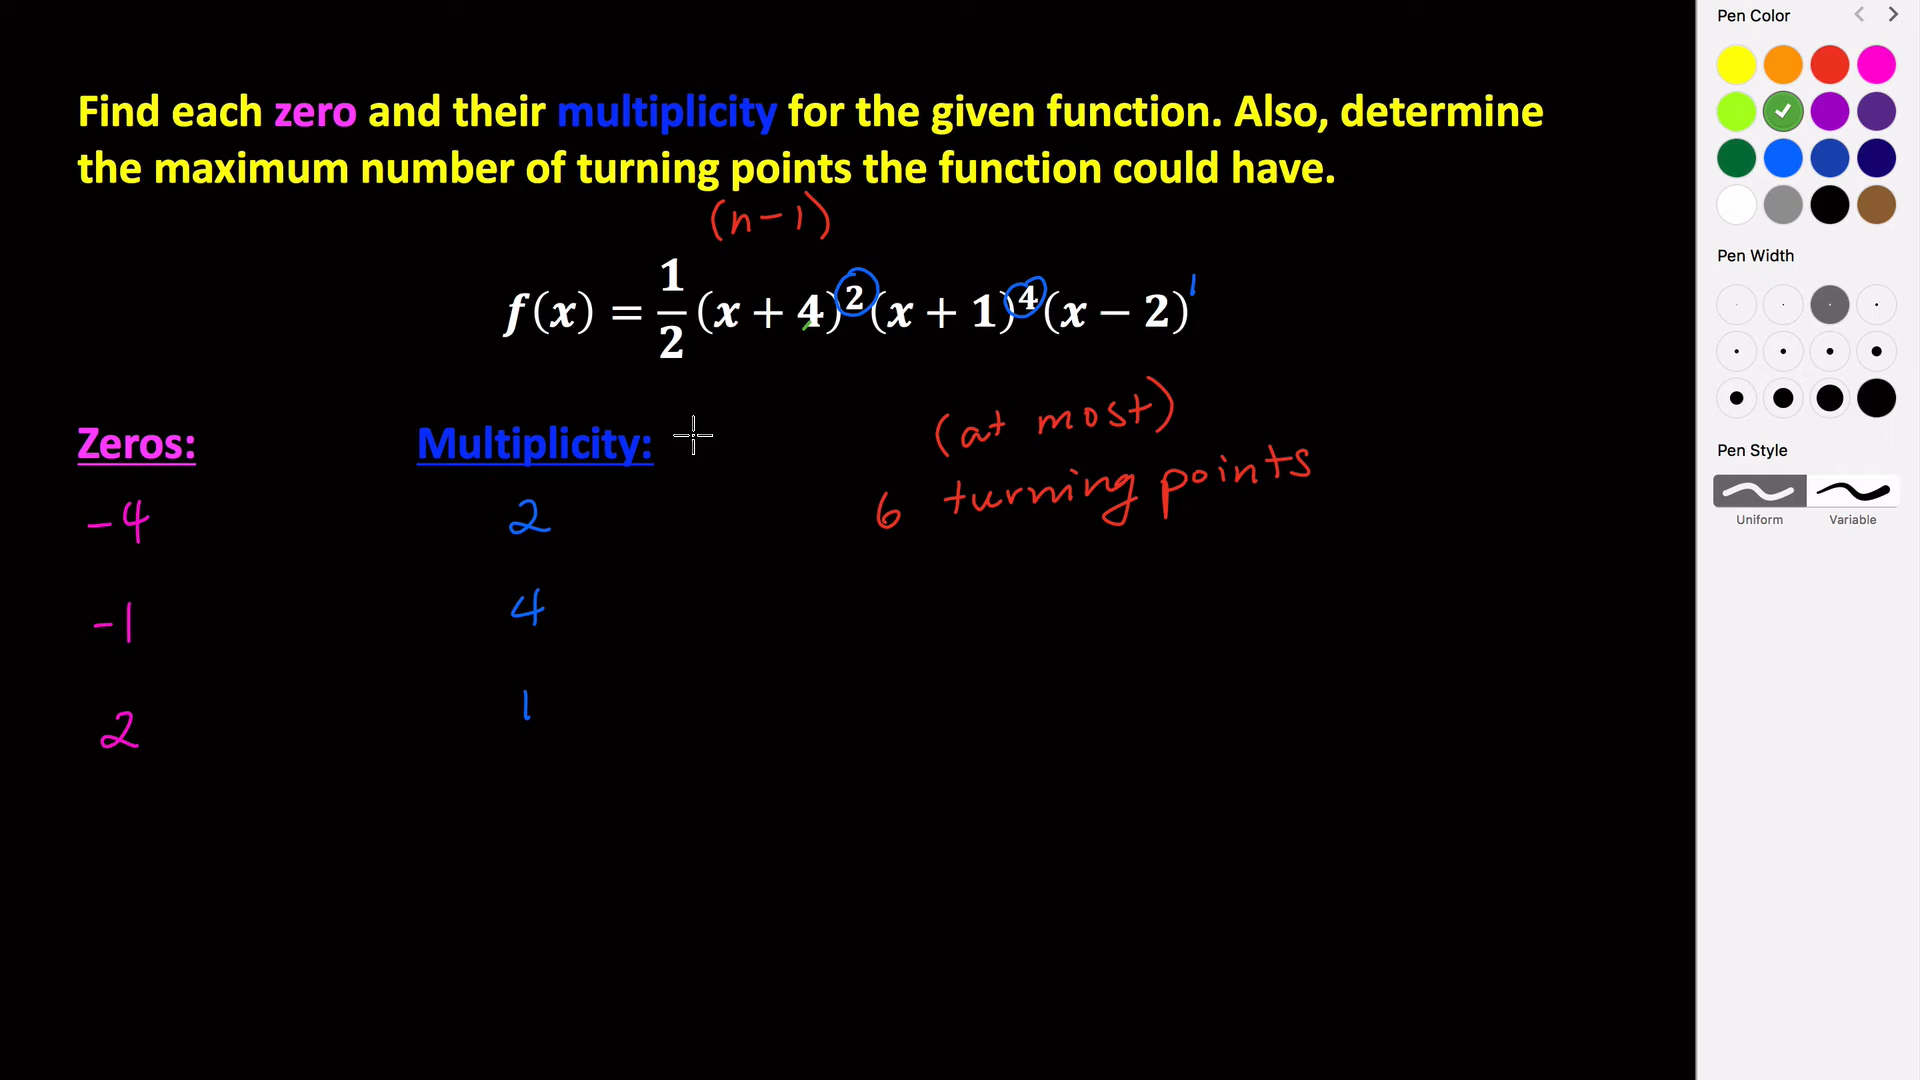 Find each zero and their multiplicity for the given function. Also, determine
the maximum number of turning points the function could have.
(n-1)
f(x) = 1/2 (x + 4)² (x + 1)⁴ (x − 2)¹
Zeros:
Multiplicity:
(at most)
6 turning points
-4
2
-1
4
2
1
Pen Color
Pen Width
Pen Style
Uniform
Variable